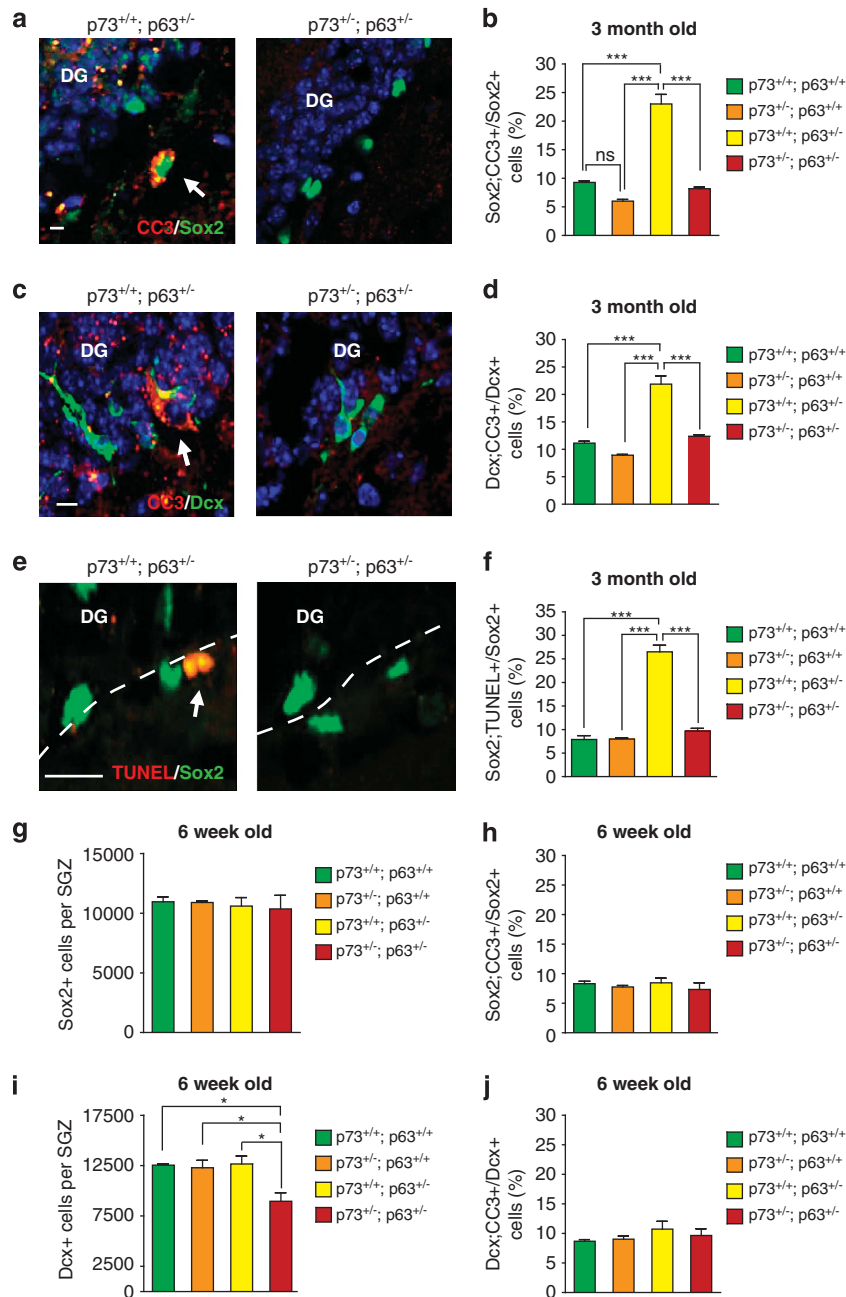 a
p73+/+; p63+/-
p73+/+; p63+/-
DG
DG
CC3/Sox2
b
3 month old
Sox2;CC3+/Sox2+
cells (%)
30
25
20
15
10
5
0
ns
***
***
***
p73+/+; p63+/+
p73+/-; p63+/+
p73+/+; p63+/-
p73+/-; p63+/-
c
p73+/+; p63+/-
p73+/-; p63+/-
DG
DG
CC3/Dcx
d
3 month old
Dcx;CC3+/Dcx+
cells (%)
30
25
20
15
10
5
0
***
***
***
p73+/+; p63+/+
p73+/-; p63+/+
p73+/+; p63+/-
p73+/-; p63+/-
e
p73+/+; p63+/-
p73+/-; p63+/-
DG
DG
TUNEL/Sox2
f
3 month old
Sox2;TUNEL+/Sox2+
cells (%)
35
30
25
20
15
10
5
0
***
***
***
p73+/+; p63+/+
p73+/-; p63+/+
p73+/+; p63+/-
p73+/-; p63+/-
g
6 week old
Sox2+ cells per SGZ
15000
10000
5000
0
p73+/+; p63+/+
p73+/-; p63+/+
p73+/+; p63+/-
p73+/-; p63+/-
h
6 week old
Sox2;CC3+/Sox2+
cells (%)
30
25
20
15
10
5
0
p73+/+; p63+/+
p73+/-; p63+/+
p73+/+; p63+/-
p73+/-; p63+/-
i
6 week old
Dcx+ cells per SGZ
17500
12500
7500
2500
0
*
*
*
p73+/+; p63+/+
p73+/-; p63+/+
p73+/+; p63+/-
p73+/-; p63+/-
j
6 week old
Dcx;CC3+/Dcx+
cells (%)
30
25
20
15
10
5
0
p73+/+; p63+/+
p73+/-; p63+/+
p73+/+; p63+/-
p73+/-; p63+/-